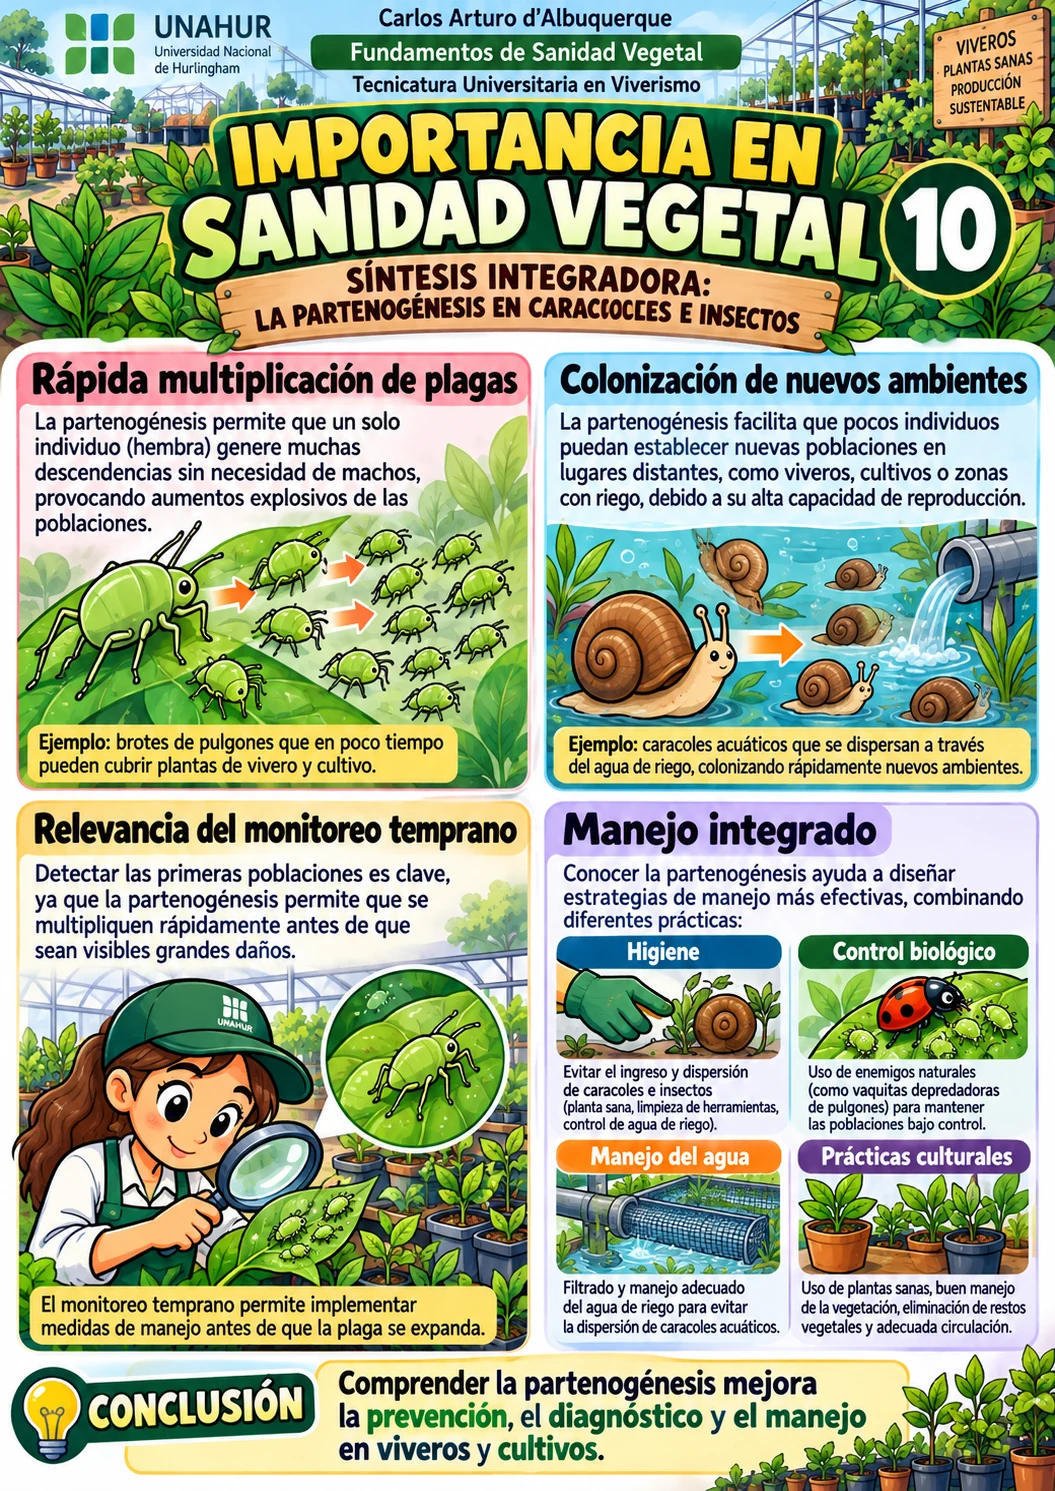 UNAHUR
Universidad Nacional
de Hurlingham
Carlos Arturo d'Albuquerque
Fundamentos de Sanidad Vegetal
Tecnicatura Universitaria en Viverismo
VIVEROS
PLANTAS SANAS
PRODUCCIÓN
SUSTENTABLE
IMPORTANCIA EN
SANIDAD VEGETAL
10
SÍNTESIS INTEGRADORA:
LA PARTENOGÉNESIS EN CARACCOCLES E INSECTOS
Rápida multiplicación de plagas
La partenogénesis permite que un solo
individuo (hembra) genere muchas
descendencias sin necesidad de machos,
provocando aumentos explosivos de las
poblaciones.
Ejemplo: brotes de pulgones que en poco tiempo
pueden cubrir plantas de vivero y cultivo.
Colonización de nuevos ambientes
La partenogénesis facilita que pocos individuos
puedan establecer nuevas poblaciones en
lugares distantes, como viveros, cultivos o zonas
con riego, debido a su alta capacidad de reproducción.
Ejemplo: caracoles acuáticos que se dispersan a través
del agua de riego, colonizando rápidamente nuevos ambientes.
Relevancia del monitoreo temprano
Detectar las primeras poblaciones es clave,
ya que la partenogénesis permite que se
multipliquen rápidamente antes de que
sean visibles grandes daños.
UNAHUR
El monitoreo temprano permite implementar
medidas de manejo antes de que la plaga se expanda.
Manejo integrado
Conocer la partenogénesis ayuda a diseñar
estrategias de manejo más efectivas, combinando
diferentes prácticas:
Higiene
Evitar el ingreso y dispersión
de caracoles e insectos
(planta sana, limpieza de herramientas,
control de agua de riego).
Control biológico
Uso de enemigos naturales
(como vaquitas depredadoras
de pulgones) para mantener
las poblaciones bajo control.
Manejo del agua
Filtrado y manejo adecuado
del agua de riego para evitar
la dispersión de caracoles acuáticos.
Prácticas culturales
Uso de plantas sanas, buen manejo
de la vegetación, eliminación de restos
vegetales y adecuada circulación.
CONCLUSIÓN
Comprender la partenogénesis mejora
la prevención, el diagnóstico y el manejo
en viveros y cultivos.